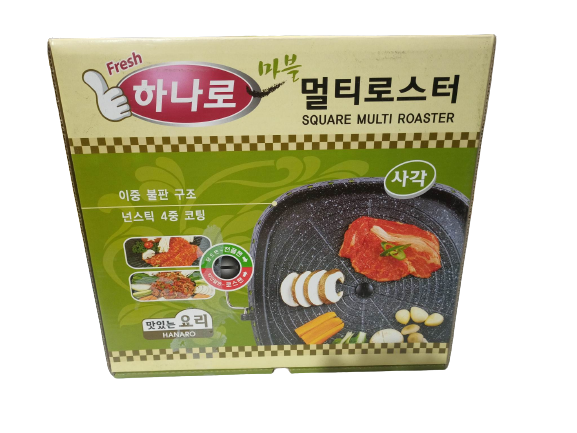 Fresh
하나로
마블
멀티로스터
SQUARE MULTI ROASTER
사각
이중 불판 구조
넌스틱 4중 코팅
맛있는 요리
HANARO